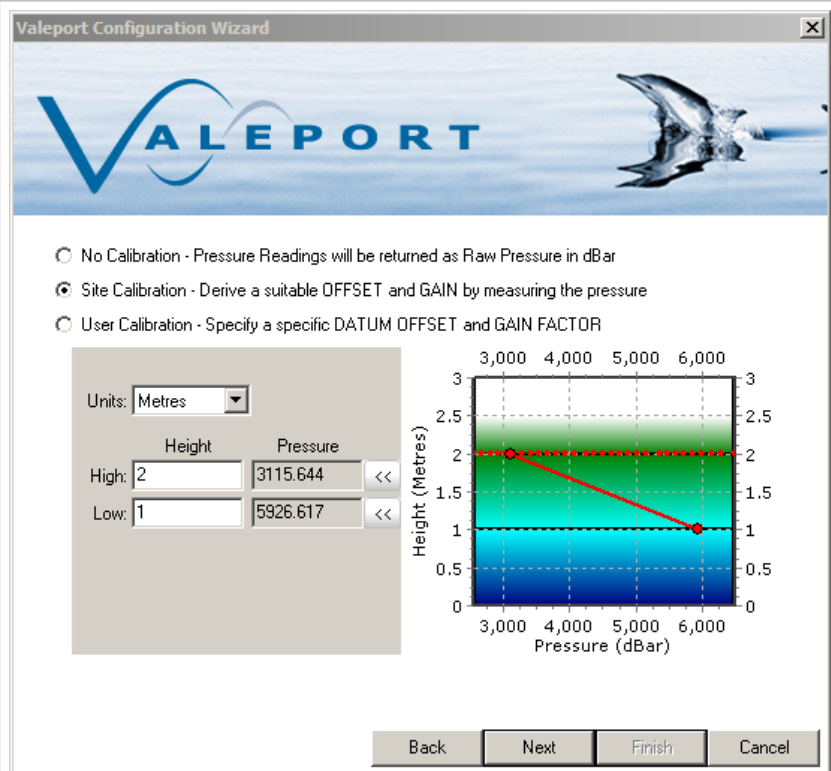 Valeport Configuration Wizard
VALEPORT
No Calibration - Pressure Readings will be returned as Raw Pressure in dBar
Site Calibration - Derive a suitable OFFSET and GAIN by measuring the pressure
User Calibration - Specify a specific DATUM OFFSET and GAIN FACTOR
Units: Metres
Height Pressure
High: 2 3115.644 <<
Low: 1 5926.617 <<
3,000 4,000 5,000 6,000
3 3
2.5 2.5
2 2
1.5 1.5
1 1
0.5 0.5
0 0
Height (Metres)
3,000 4,000 5,000 6,000
Pressure (dBar)
Back Next Finish Cancel